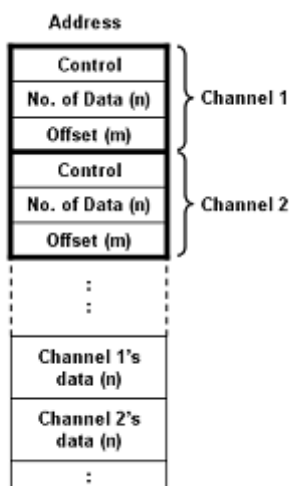 Address
Control
No. of Data (n)
Offset (m)
Channel 1
Control
No. of Data (n)
Offset (m)
Channel 2
:
:
Channel 1's
data (n)
Channel 2's
data (n)
: